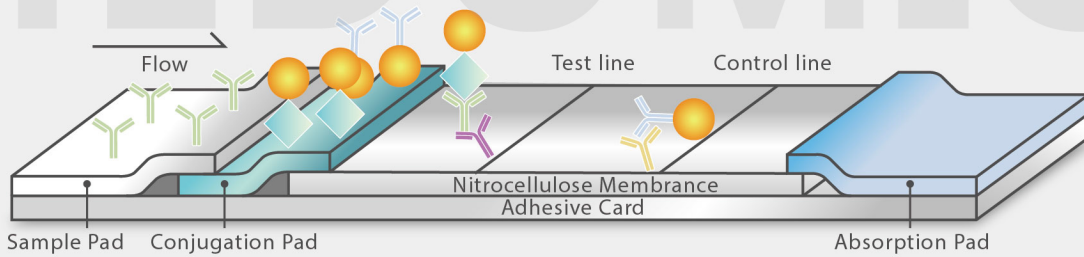 Flow
Test line
Control line
Nitrocellulose Membrance
Adhesive Card
Sample Pad
Conjugation Pad
Absorption Pad